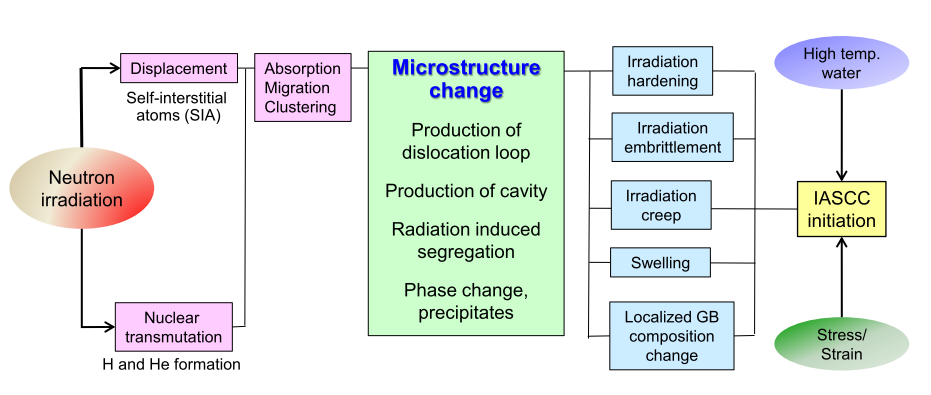 Neutron
irradiation
Displacement
Self-interstitial
atoms (SIA)
Nuclear
transmutation
H and He formation
Absorption
Migration
Clustering
Microstructure
change
Production of
dislocation loop
Production of cavity
Radiation induced
segregation
Phase change,
precipitates
Irradiation
hardening
Irradiation
embrittlement
Irradiation
creep
Swelling
Localized GB
composition
change
High temp.
water
IASCC
initiation
Stress/
Strain